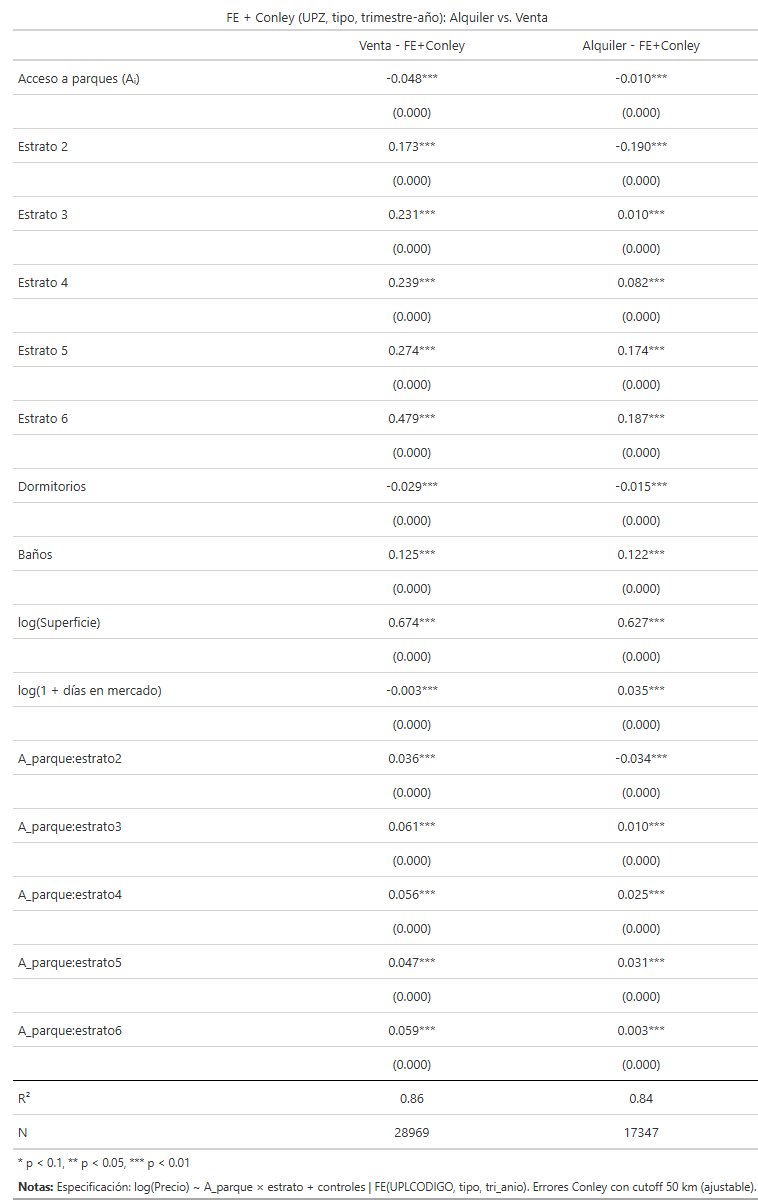 FE + Conley (UPZ, tipo, trimestre-año): Alquiler vs. Venta
Venta - FE+Conley Alquiler - FE+Conley
Acceso a parques (Aᵢ) -0.048*** -0.010***
(0.000) (0.000)
Estrato 2 0.173*** -0.190***
(0.000) (0.000)
Estrato 3 0.231*** 0.010***
(0.000) (0.000)
Estrato 4 0.239*** 0.082***
(0.000) (0.000)
Estrato 5 0.274*** 0.174***
(0.000) (0.000)
Estrato 6 0.479*** 0.187***
(0.000) (0.000)
Dormitorios -0.029*** -0.015***
(0.000) (0.000)
Baños 0.125*** 0.122***
(0.000) (0.000)
log(Superficie) 0.674*** 0.627***
(0.000) (0.000)
log(1 + días en mercado) -0.003*** 0.035***
(0.000) (0.000)
A_parque:estrato2 0.036*** -0.034***
(0.000) (0.000)
A_parque:estrato3 0.061*** 0.010***
(0.000) (0.000)
A_parque:estrato4 0.056*** 0.025***
(0.000) (0.000)
A_parque:estrato5 0.047*** 0.031***
(0.000) (0.000)
A_parque:estrato6 0.059*** 0.003***
(0.000) (0.000)
R² 0.86 0.84
N 28969 17347
* p < 0.1, ** p < 0.05, *** p < 0.01
Notas: Especificación: log(Precio) ~ A_parque × estrato + controles | FE(UPLCODIGO, tipo, tri_anio). Errores Conley con cutoff 50 km (ajustable).